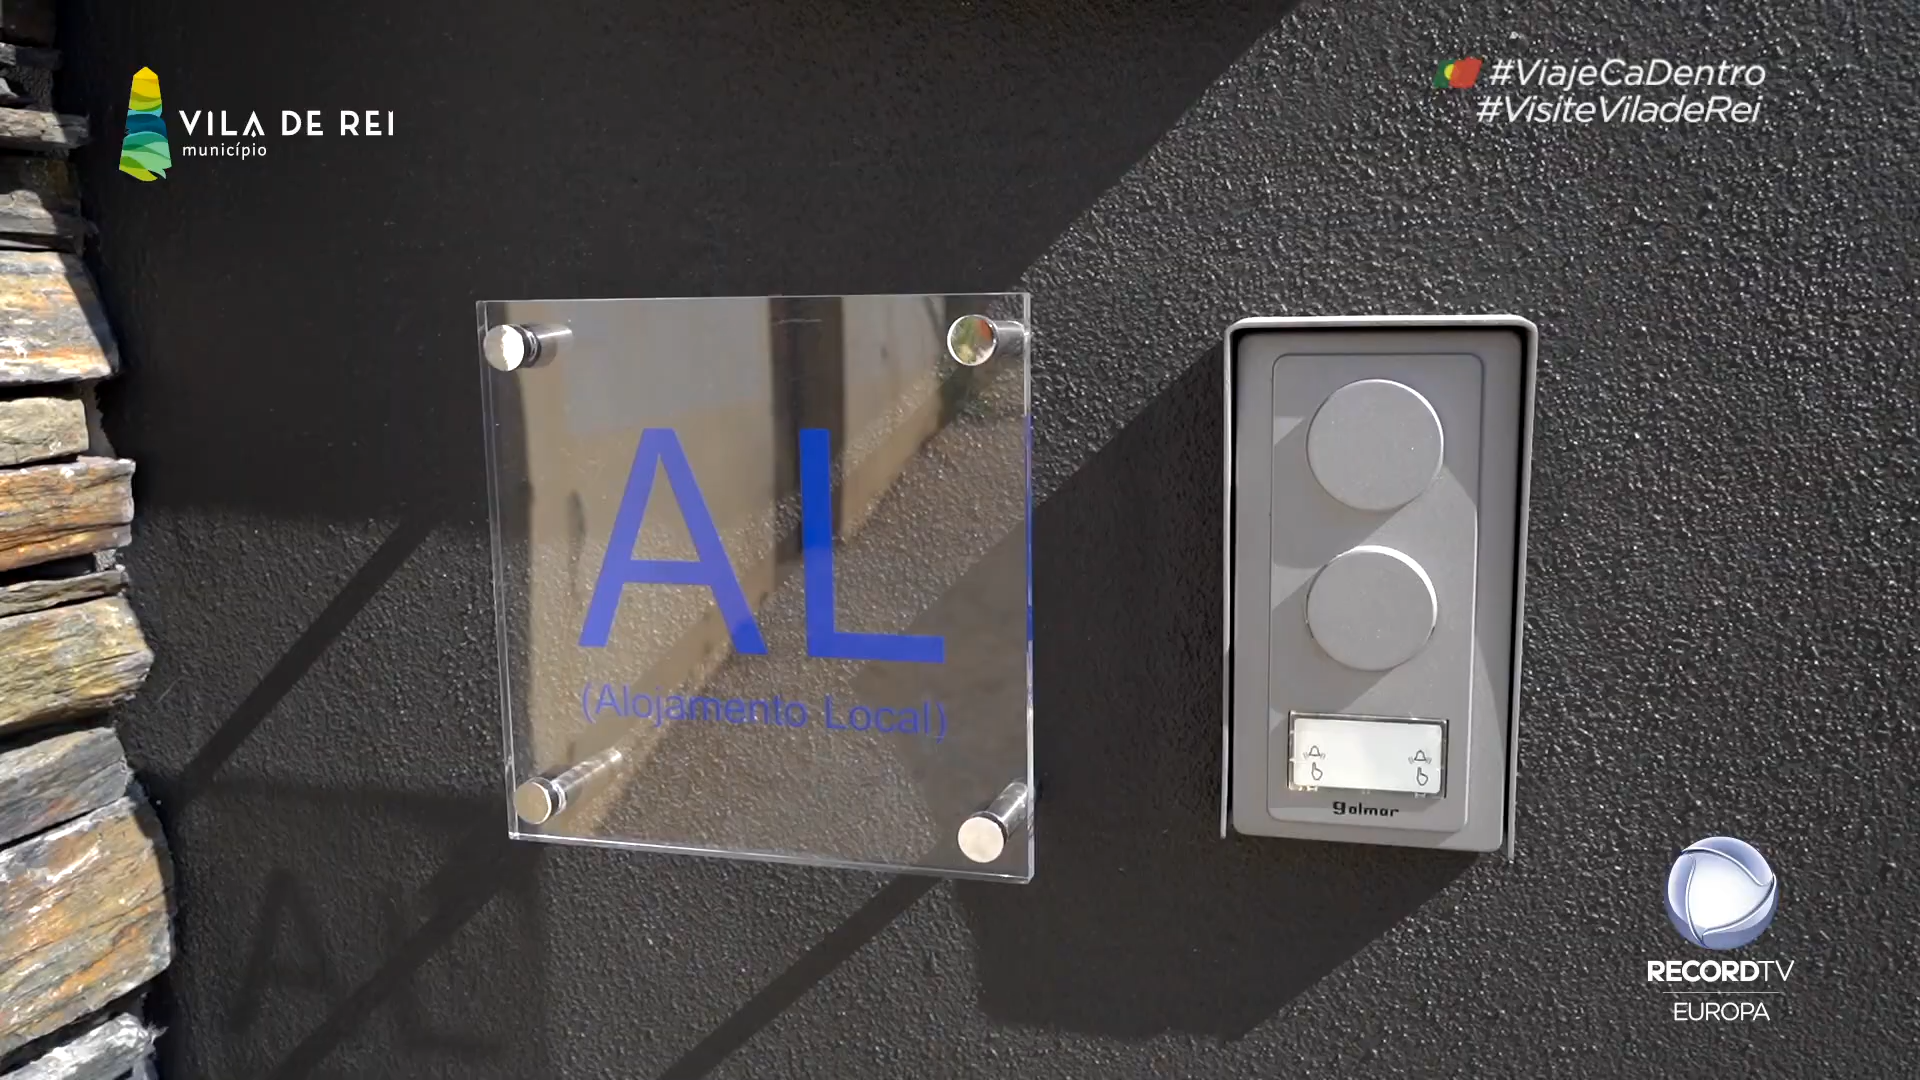 VILA DE REI
município
#ViajeCaDentro
#VisiteViladeRei
AL
(Alojamento Local)
golmar
RECORDTV
EUROPA